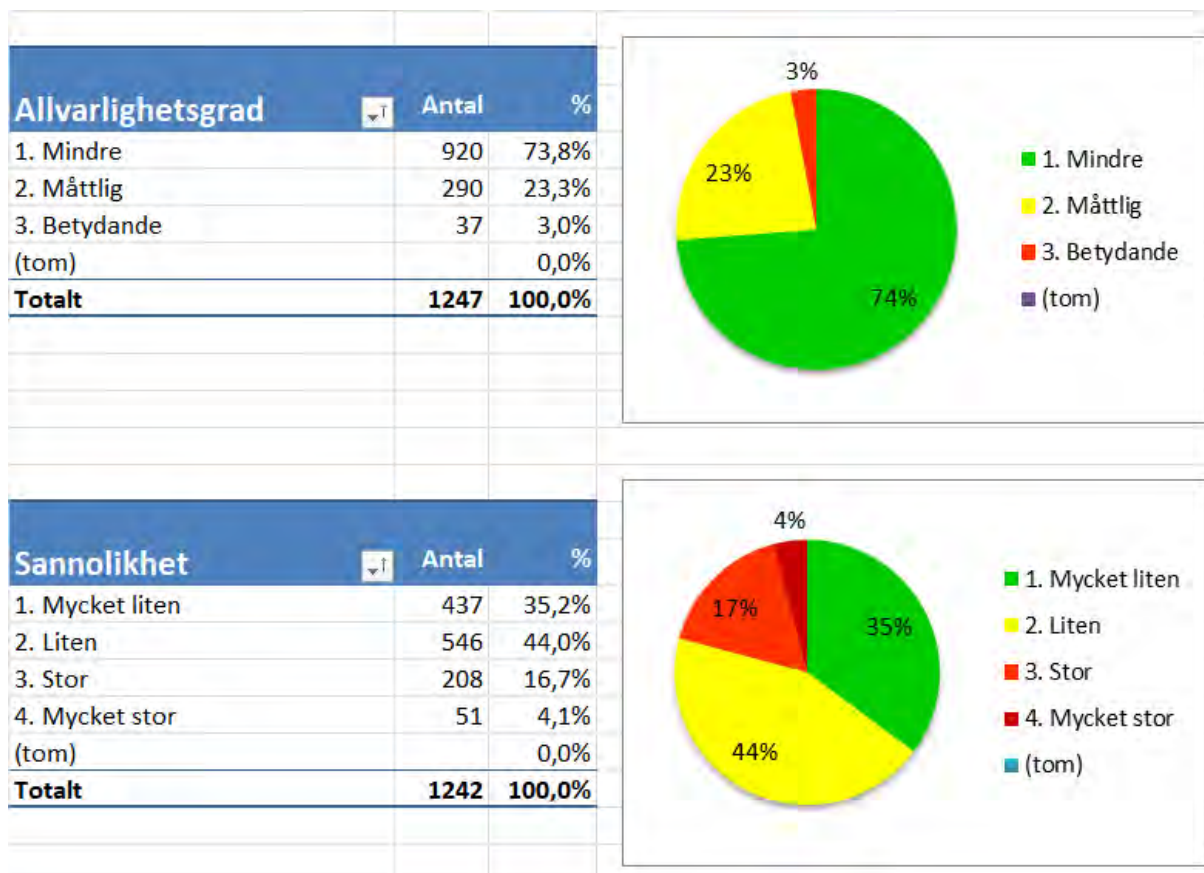 Allvarlighetsgrad Antal %
1. Mindre 920 73,8%
2. Måttlig 290 23,3%
3. Betydande 37 3,0%
(tom) 0,0%
Totalt 1247 100,0%
3%
23%
74%
1. Mindre
2. Måttlig
3. Betydande
(tom)
Sannolikhet Antal %
1. Mycket liten 437 35,2%
2. Liten 546 44,0%
3. Stor 208 16,7%
4. Mycket stor 51 4,1%
(tom) 0,0%
Totalt 1242 100,0%
4%
17%
35%
44%
1. Mycket liten
2. Liten
3. Stor
4. Mycket stor
(tom)